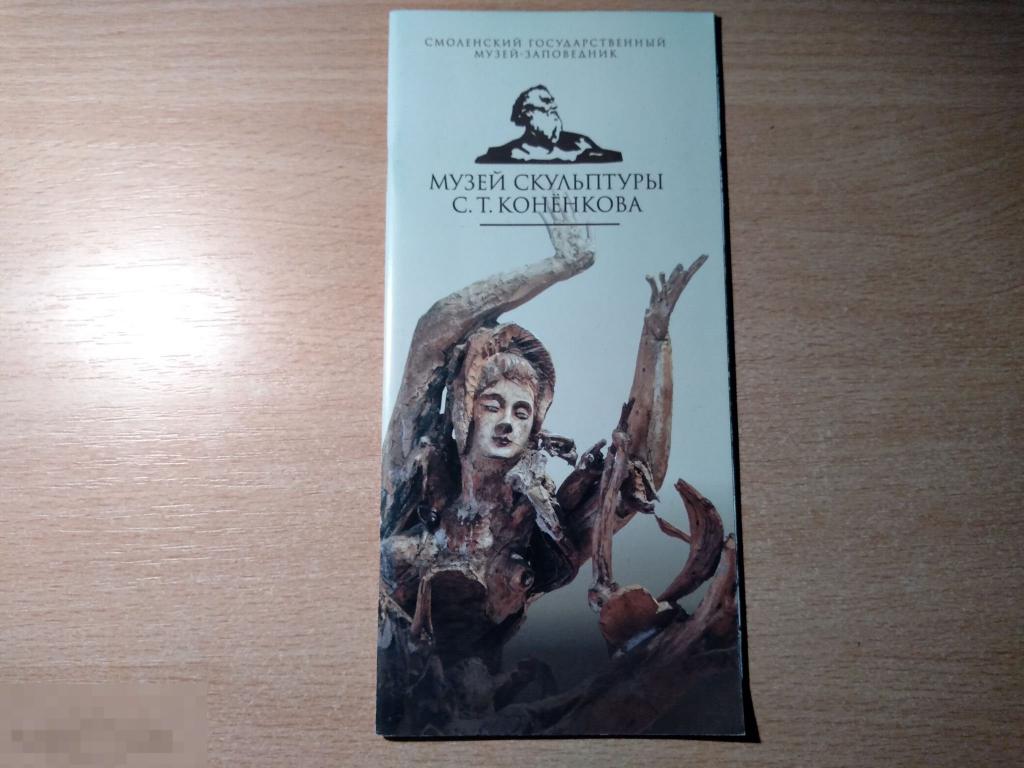 СМОЛЕНСКИЙ ГОСУДАРСТВЕННЫЙ
МУЗЕЙ-ЗАПОВЕДНИК
МУЗЕЙ СКУЛЬПТУРЫ
С. Т. КОНЁНКОВА